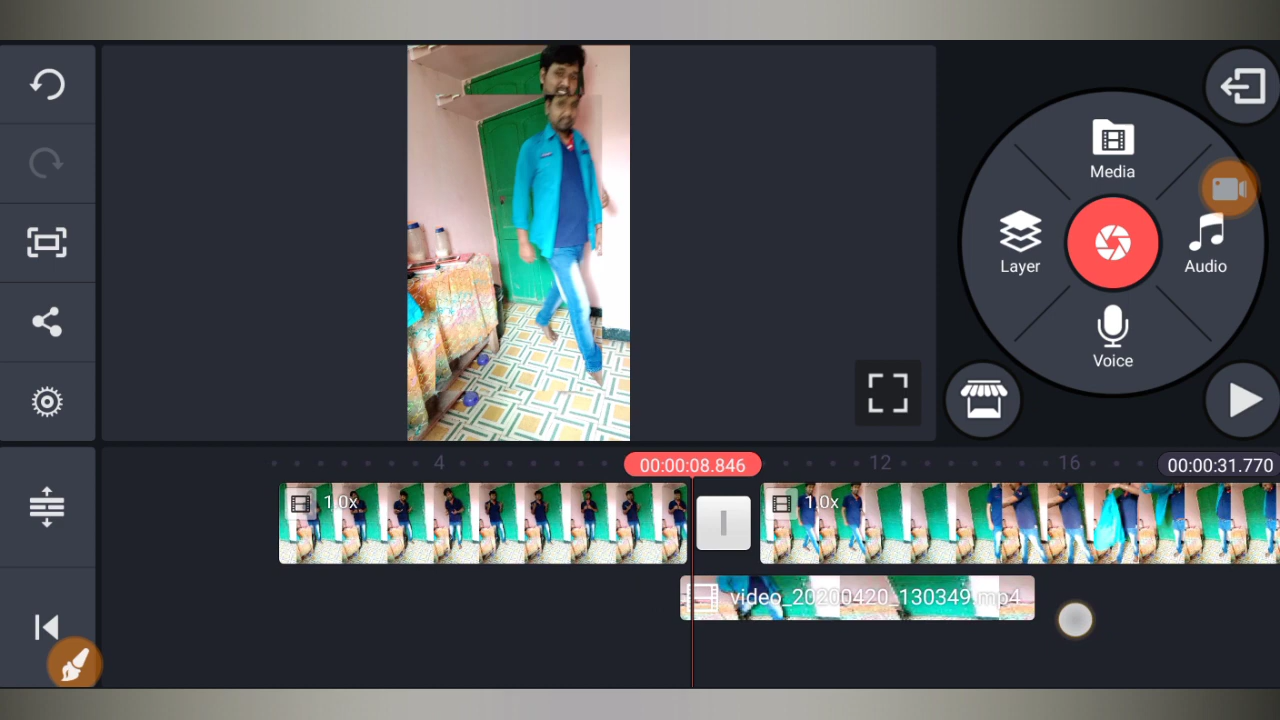 Media
Layer
Audio
Voice
4
00:00:08.846
12
16
00:00:31.770
1.0x
1.0x
video_20200420_130349.mp4